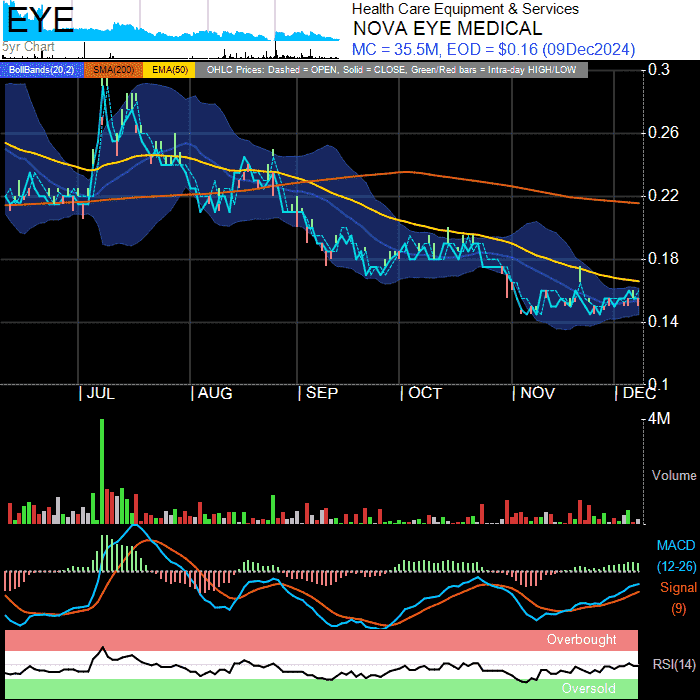 EYE
5yr Chart
Health Care Equipment & Services
NOVA EYE MEDICAL
MC = 35.5M, EOD = $0.16 (09Dec2024)
BollBands(20,2) SMA(200) EMA(50) OHLC Prices: Dashed = OPEN, Solid = CLOSE, Green/Red bars = Intra-day HIGH/LOW
0.3
0.26
0.22
0.18
0.14
0.1
JUL AUG SEP OCT NOV DEC
4M
Volume
MACD
(12-26)
Signal
(9)
Overbought
RSI(14)
Oversold